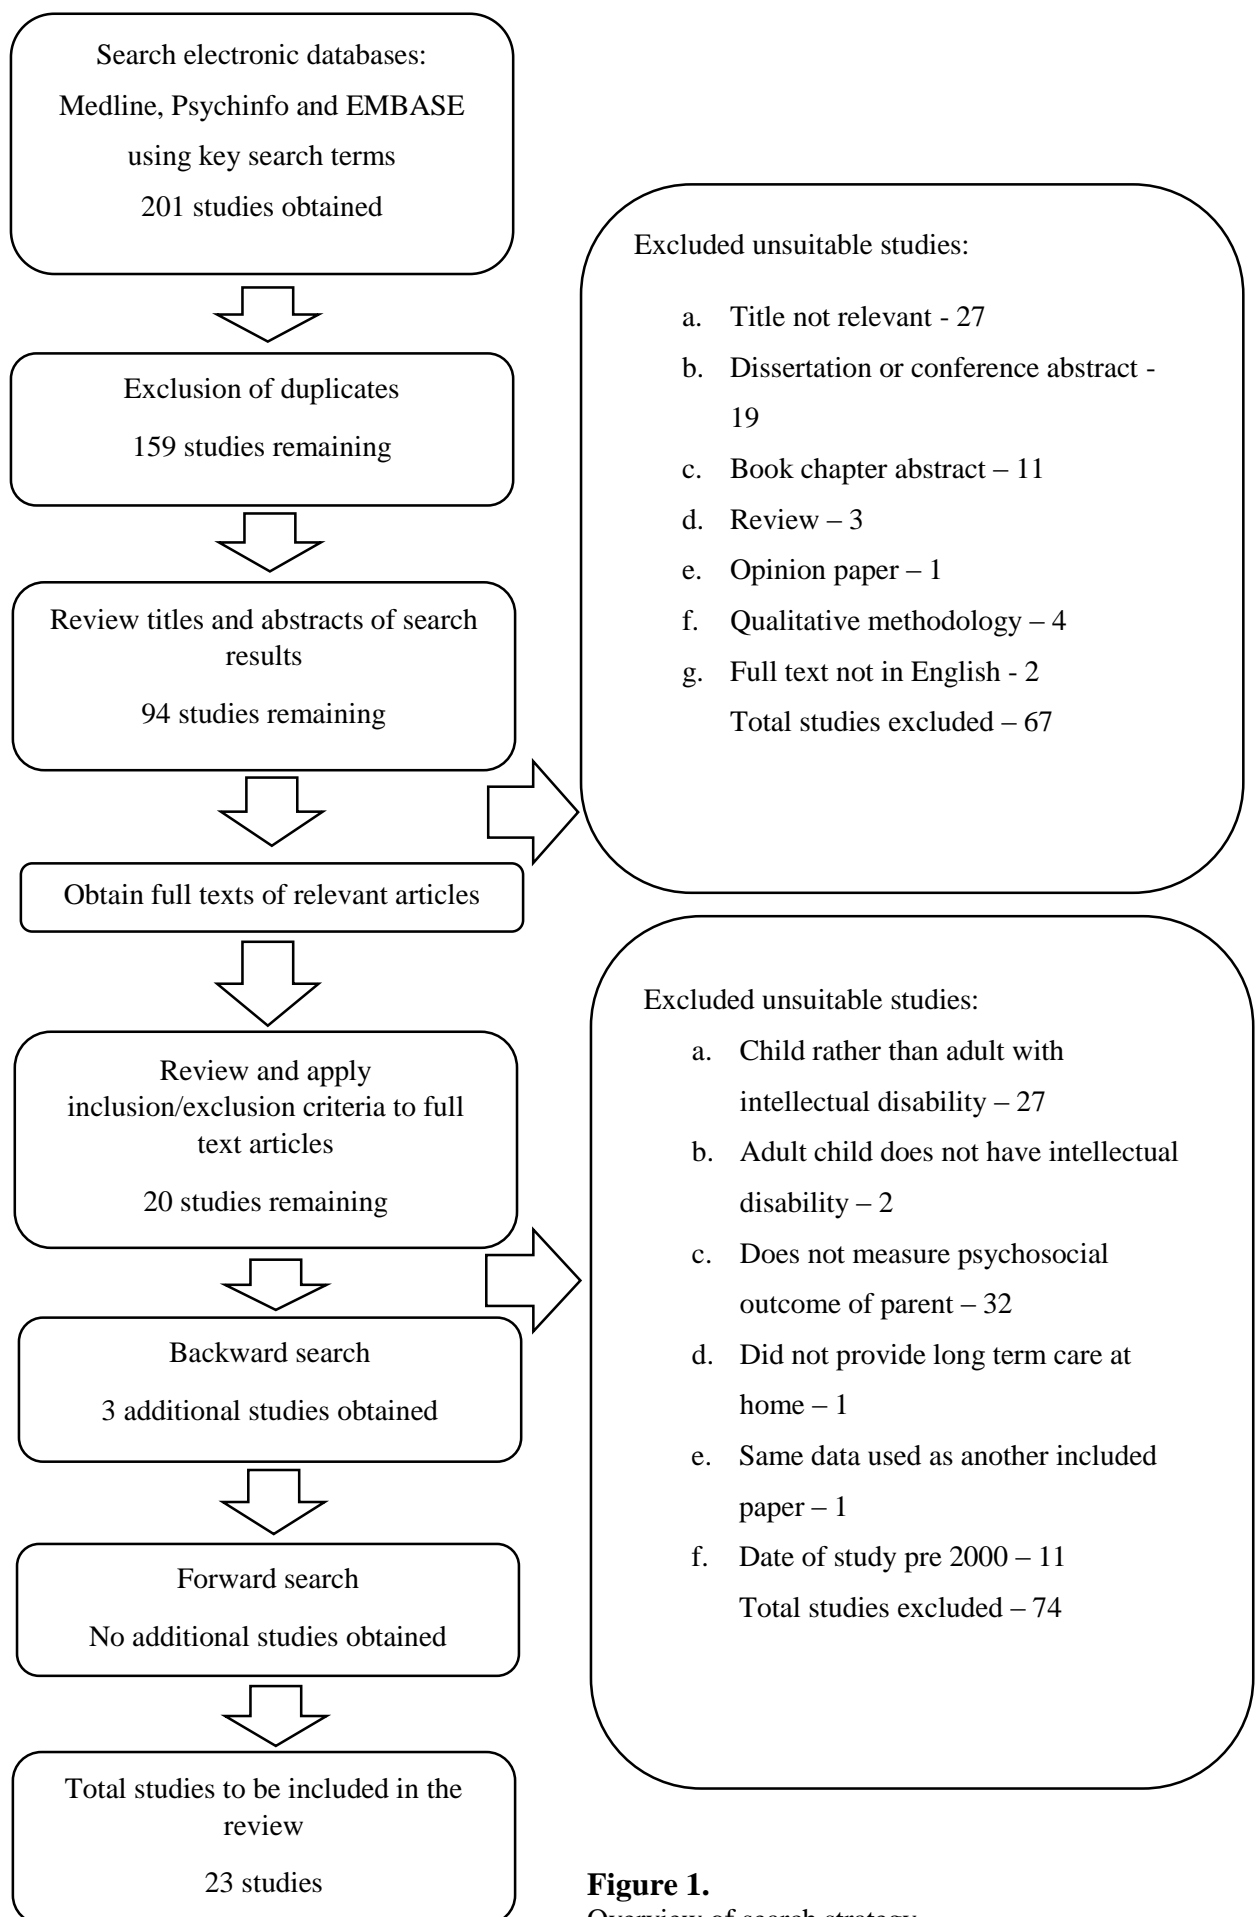 Search electronic databases:
Medline, Psychinfo and EMBASE
using key search terms
201 studies obtained
Exclusion of duplicates
159 studies remaining
Review titles and abstracts of search
results
94 studies remaining
Excluded unsuitable studies:
a. Title not relevant - 27
b. Dissertation or conference abstract -
19
c. Book chapter abstract – 11
d. Review – 3
e. Opinion paper – 1
f. Qualitative methodology – 4
g. Full text not in English - 2
Total studies excluded – 67
Obtain full texts of relevant articles
Review and apply
inclusion/exclusion criteria to full
text articles
20 studies remaining
Excluded unsuitable studies:
a. Child rather than adult with
intellectual disability – 27
b. Adult child does not have intellectual
disability – 2
c. Does not measure psychosocial
outcome of parent – 32
d. Did not provide long term care at
home – 1
e. Same data used as another included
paper – 1
f. Date of study pre 2000 – 11
Total studies excluded – 74
Backward search
3 additional studies obtained
Forward search
No additional studies obtained
Total studies to be included in the
review
23 studies
Figure 1.
Overview of search strategy